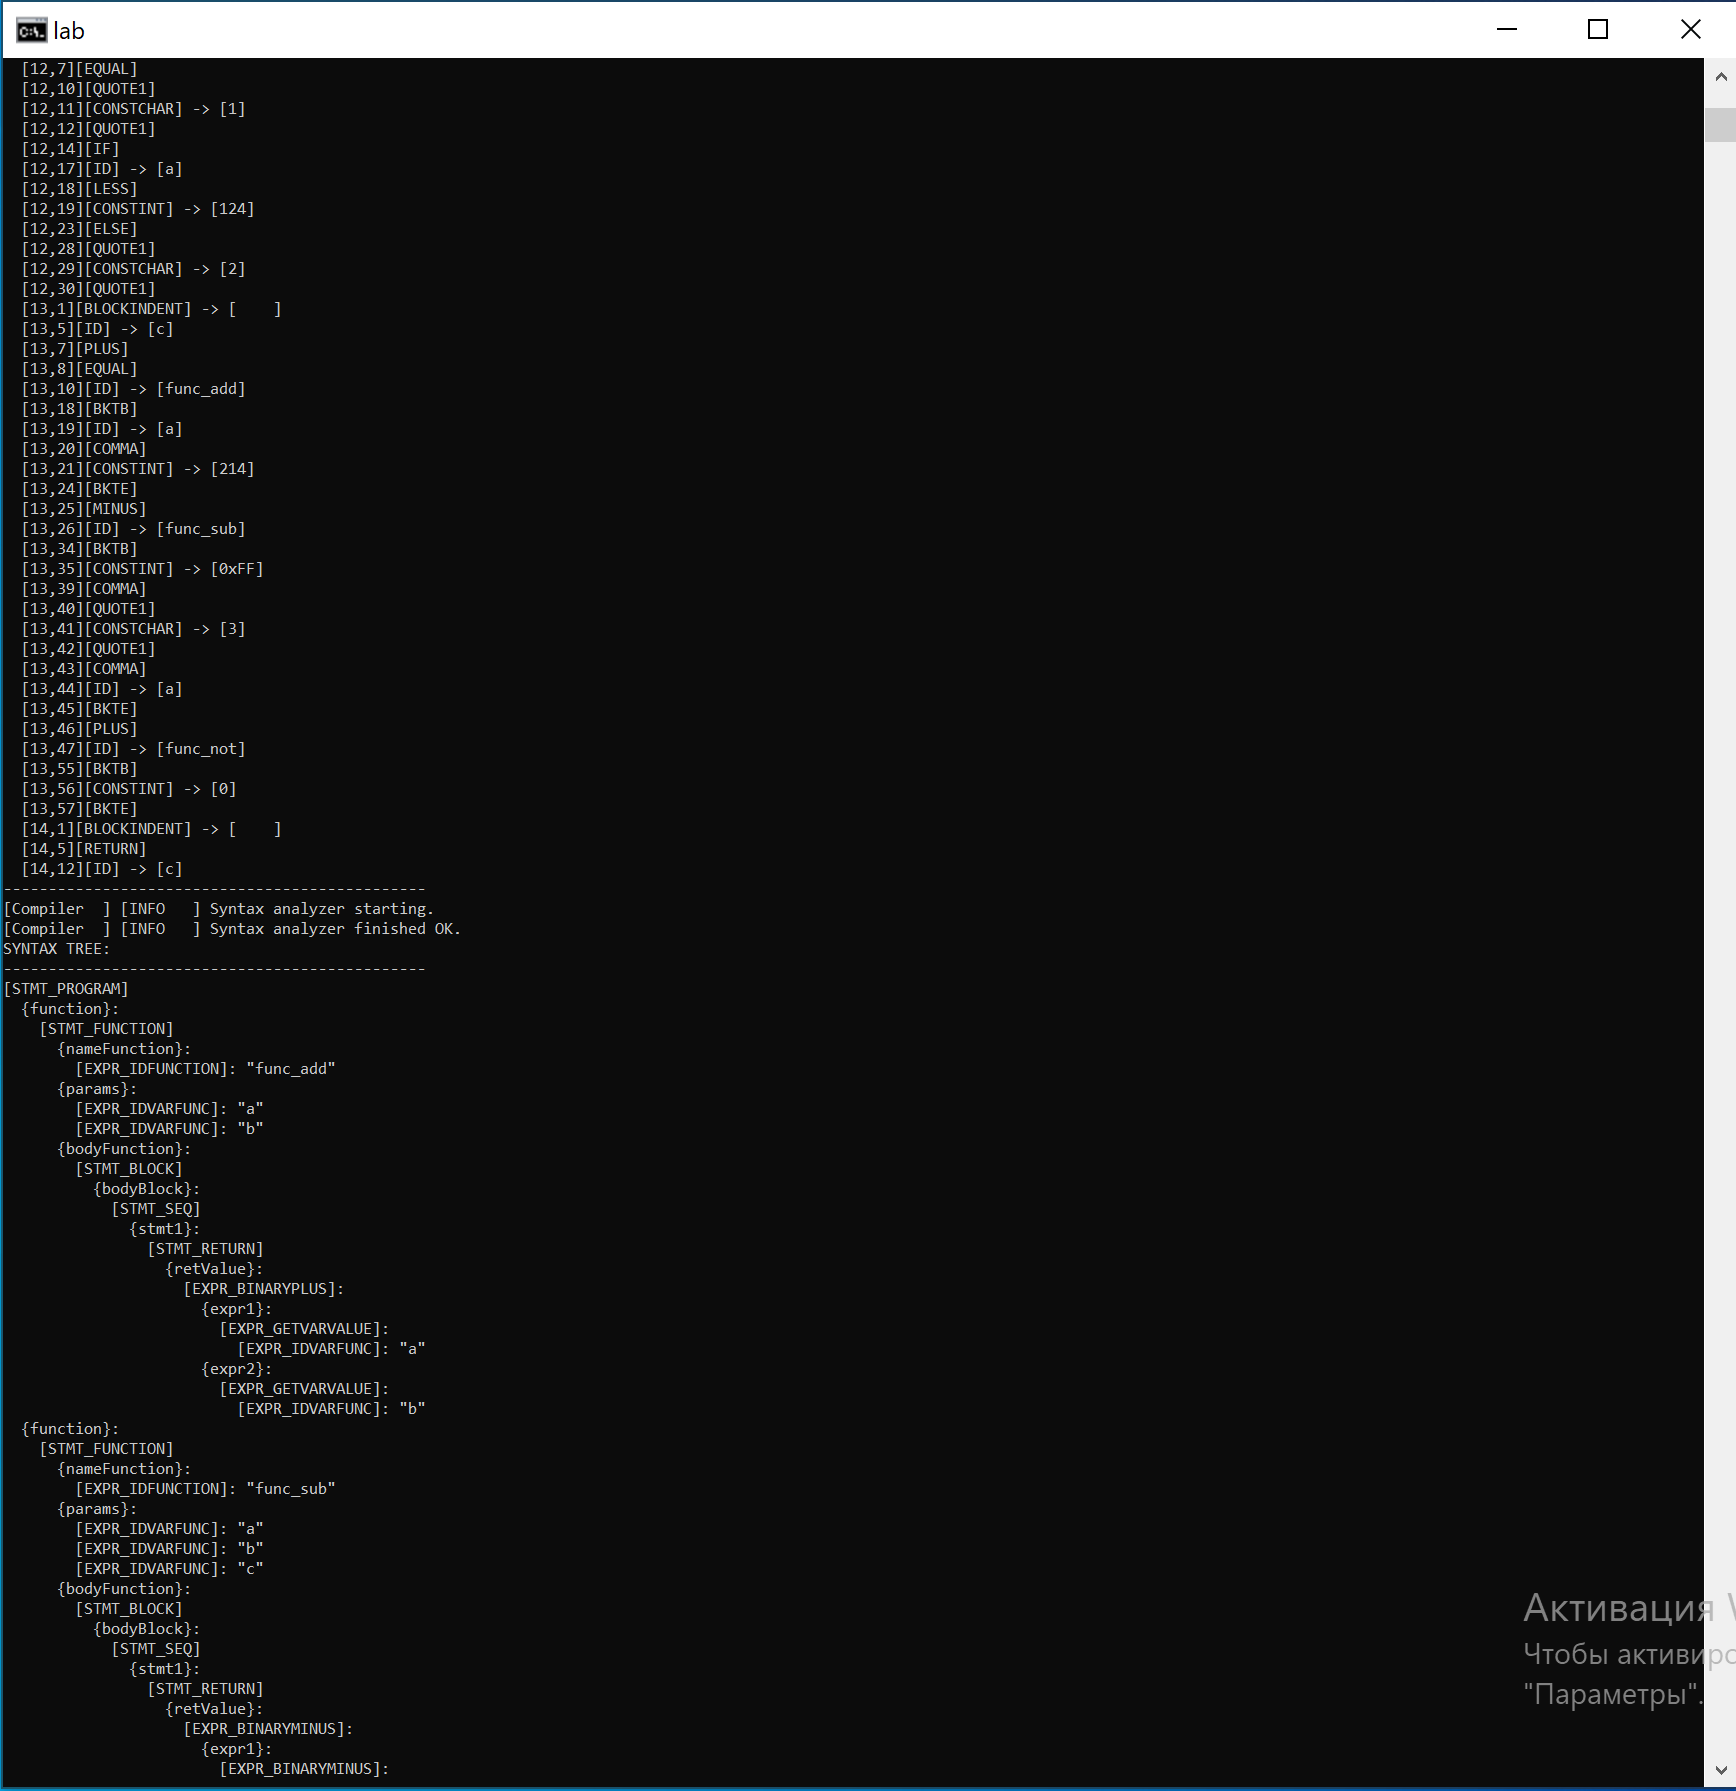 lab
[12,7][EQUAL]
[12,10][QUOTE1]
[12,11][CONSTCHAR] -> [1]
[12,12][QUOTE1]
[12,14][IF]
[12,17][ID] -> [a]
[12,18][LESS]
[12,19][CONSTINT] -> [124]
[12,23][ELSE]
[12,28][QUOTE1]
[12,29][CONSTCHAR] -> [2]
[12,30][QUOTE1]
[13,1][BLOCKINDENT] -> [    ]
[13,5][ID] -> [c]
[13,7][PLUS]
[13,8][EQUAL]
[13,10][ID] -> [func_add]
[13,18][BKTB]
[13,19][ID] -> [a]
[13,20][COMMA]
[13,21][CONSTINT] -> [214]
[13,24][BKTE]
[13,25][MINUS]
[13,26][ID] -> [func_sub]
[13,34][BKTB]
[13,35][CONSTINT] -> [0xFF]
[13,39][COMMA]
[13,40][QUOTE1]
[13,41][CONSTCHAR] -> [3]
[13,42][QUOTE1]
[13,43][COMMA]
[13,44][ID] -> [a]
[13,45][BKTE]
[13,46][PLUS]
[13,47][ID] -> [func_not]
[13,55][BKTB]
[13,56][CONSTINT] -> [0]
[13,57][BKTE]
[14,1][BLOCKINDENT] -> [    ]
[14,5][RETURN]
[14,12][ID] -> [c]
-----------------------------------------------
[Compiler  ] [INFO   ] Syntax analyzer starting.
[Compiler  ] [INFO   ] Syntax analyzer finished OK.
SYNTAX TREE:
-----------------------------------------------
[STMT_PROGRAM]
{function}:
[STMT_FUNCTION]
{nameFunction}:
[EXPR_IDFUNCTION]: "func_add"
{params}:
[EXPR_IDVARFUNC]: "a"
[EXPR_IDVARFUNC]: "b"
{bodyFunction}:
[STMT_BLOCK]
{bodyBlock}:
[STMT_SEQ]
{stmt1}:
[STMT_RETURN]
{retValue}:
[EXPR_BINARYPLUS]:
{expr1}:
[EXPR_GETVARVALUE]:
[EXPR_IDVARFUNC]: "a"
{expr2}:
[EXPR_GETVARVALUE]:
[EXPR_IDVARFUNC]: "b"
{function}:
[STMT_FUNCTION]
{nameFunction}:
[EXPR_IDFUNCTION]: "func_sub"
{params}:
[EXPR_IDVARFUNC]: "a"
[EXPR_IDVARFUNC]: "b"
[EXPR_IDVARFUNC]: "c"
{bodyFunction}:
[STMT_BLOCK]
{bodyBlock}:
[STMT_SEQ]
{stmt1}:
[STMT_RETURN]
{retValue}:
[EXPR_BINARYMINUS]:
{expr1}:
[EXPR_BINARYMINUS]:
Активация
Чтобы
"Параметры".